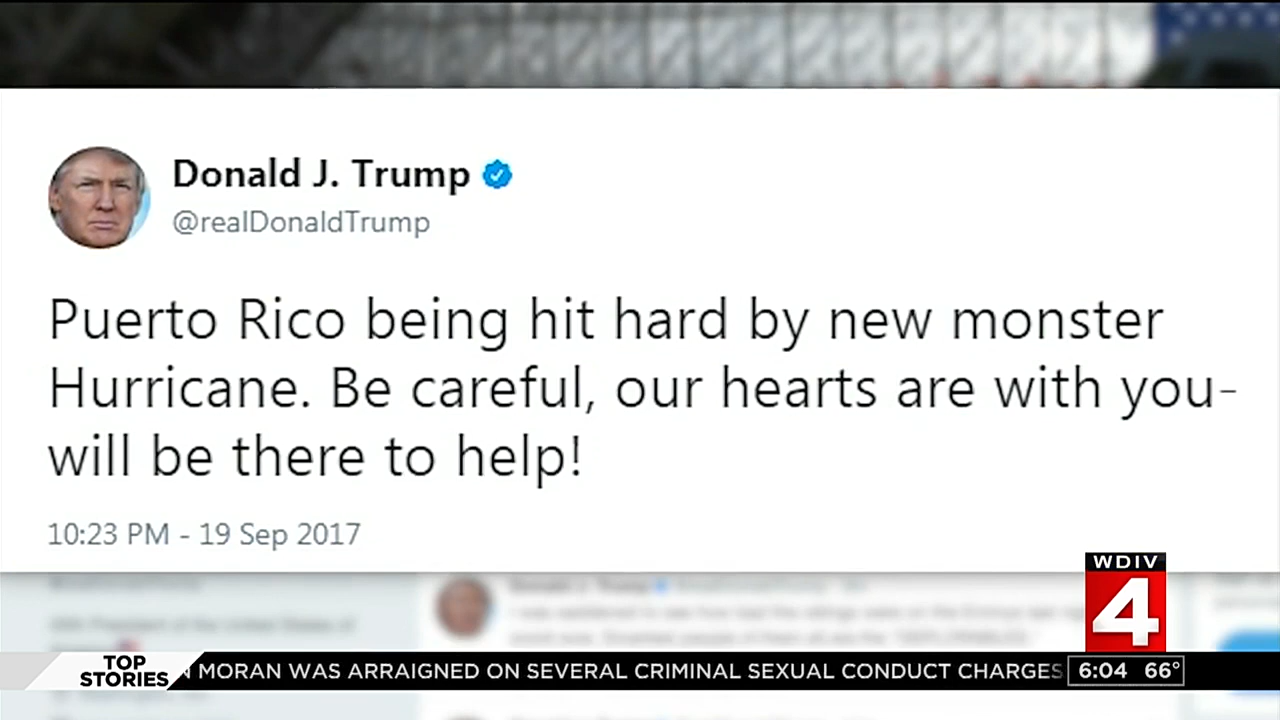 Donald J. Trump
@realDonaldTrump
Puerto Rico being hit hard by new monster
Hurricane. Be careful, our hearts are with you-
will be there to help!
10:23 PM - 19 Sep 2017
WDIV
4
TOP
STORIES
MORAN WAS ARRAIGNED ON SEVERAL CRIMINAL SEXUAL CONDUCT CHARGES
6:04 66°